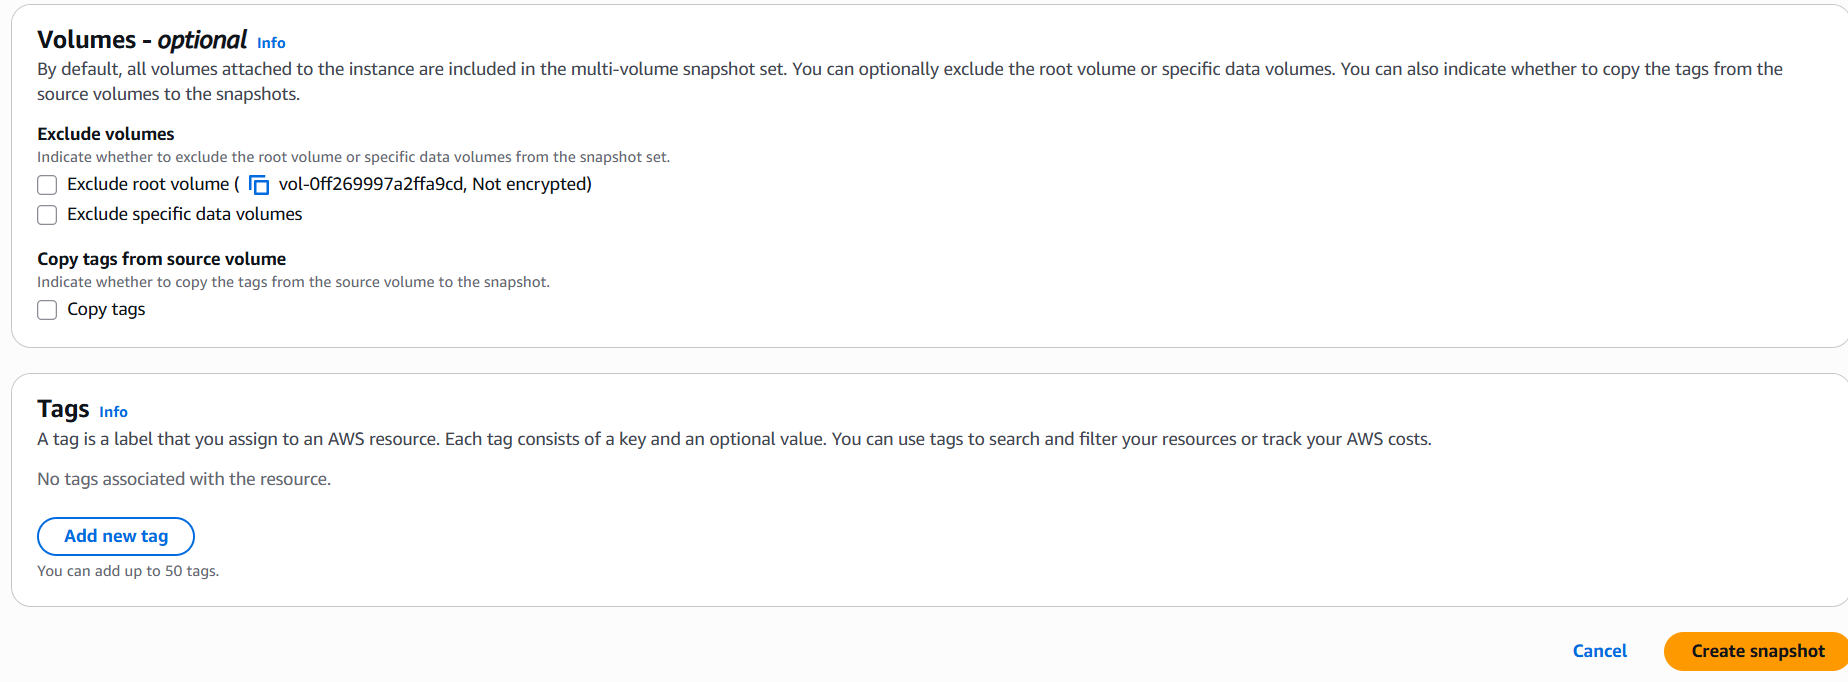 Volumes - optional Info
By default, all volumes attached to the instance are included in the multi-volume snapshot set. You can optionally exclude the root volume or specific data volumes. You can also indicate whether to copy the tags from the
source volumes to the snapshots.
Exclude volumes
Indicate whether to exclude the root volume or specific data volumes from the snapshot set.
Exclude root volume ( vol-0ff269997a2ffa9cd, Not encrypted)
Exclude specific data volumes
Copy tags from source volume
Indicate whether to copy the tags from the source volume to the snapshot.
Copy tags
Tags Info
A tag is a label that you assign to an AWS resource. Each tag consists of a key and an optional value. You can use tags to search and filter your resources or track your AWS costs.
No tags associated with the resource.
Add new tag
You can add up to 50 tags.
Cancel Create snapshot